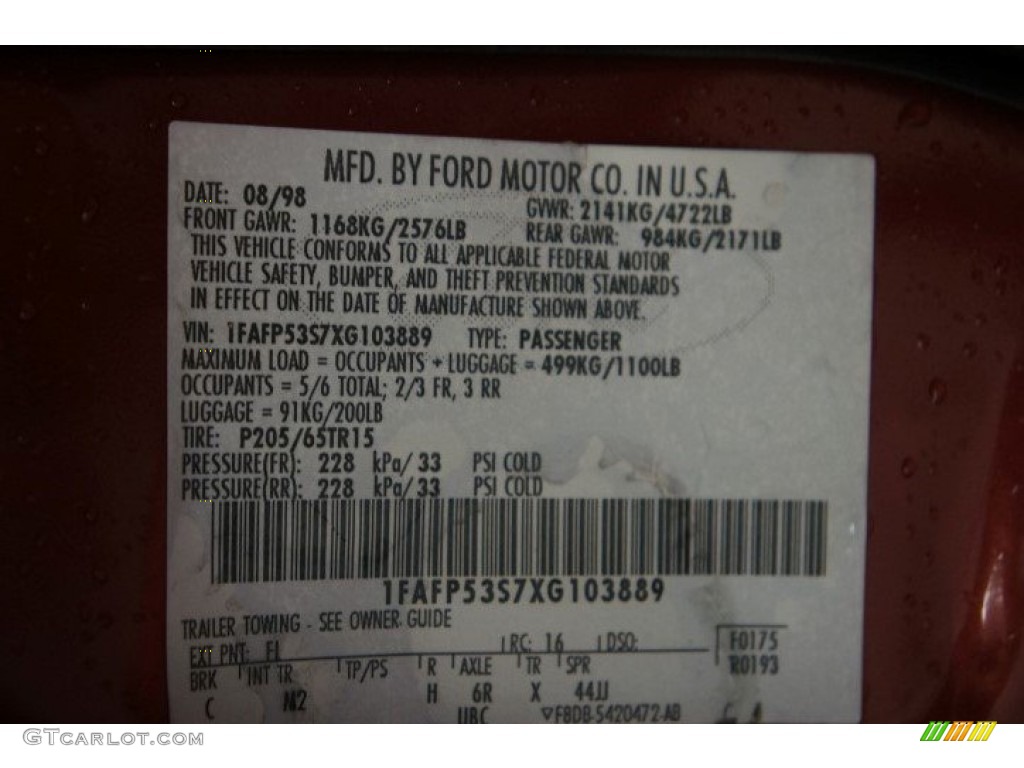 MFD. BY FORD MOTOR CO. IN U.S.A.
DATE: 08/98 GVWR: 2141KG/4722LB
FRONT GAWR: 1168KG/2576LB REAR GAWR: 984KG/2171LB
THIS VEHICLE CONFORMS TO ALL APPLICABLE FEDERAL MOTOR
VEHICLE SAFETY, BUMPER, AND THEFT PREVENTION STANDARDS
IN EFFECT ON THE DATE OF MANUFACTURE SHOWN ABOVE.
VIN: 1FAFP53S7XG103889 TYPE: PASSENGER
MAXIMUM LOAD = OCCUPANTS + LUGGAGE = 499KG/1100LB
OCCUPANTS = 5/6 TOTAL; 2/3 FR, 3 RR
LUGGAGE = 91KG/200LB
TIRE: P205/65TR15
PRESSURE(FR): 228 kPa/33 PSI COLD
PRESSURE(RR): 228 kPa/33 PSI COLD
1FAFP53S7XG103889
TRAILER TOWING - SEE OWNER GUIDE
EXT PNT: FL RC: 16 DSO: F0175
BRK INT TR TP/PS R AXLE TR SPR R0193
C M2 H 6R X 44JJ
UBC ▽F8DB-5420472-AB
GTcarlot.com